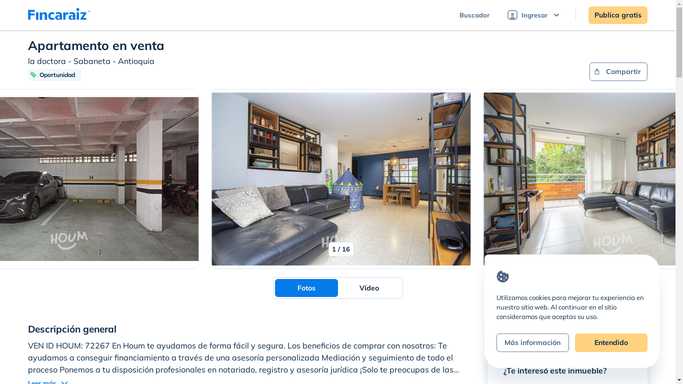 Fincaraiz
Buscador
Ingresar
Publica gratis
Apartamento en venta
la doctora - Sabaneta - Antioquia
Oportunidad
Compartir
HOUM
HOUM
HOUM
1 / 16
Fotos
Video
Utilizamos cookies para mejorar tu experiencia en
nuestro sitio web. Al continuar en el sitio
consideramos que aceptas su uso.
Más información
Entendido
Descripción general
VEN ID HOUM: 72267 En Houm te ayudamos de forma fácil y segura. Los beneficios de comprar con nosotros: Te
ayudamos a conseguir financiamiento a través de una asesoría personalizada Mediación y seguimiento de todo el
proceso Ponemos a tu disposición profesionales en notariado, registro y asesoría jurídica ¡Solo te preocupas de las...
Leer más
¿Te interesó este inmueble?